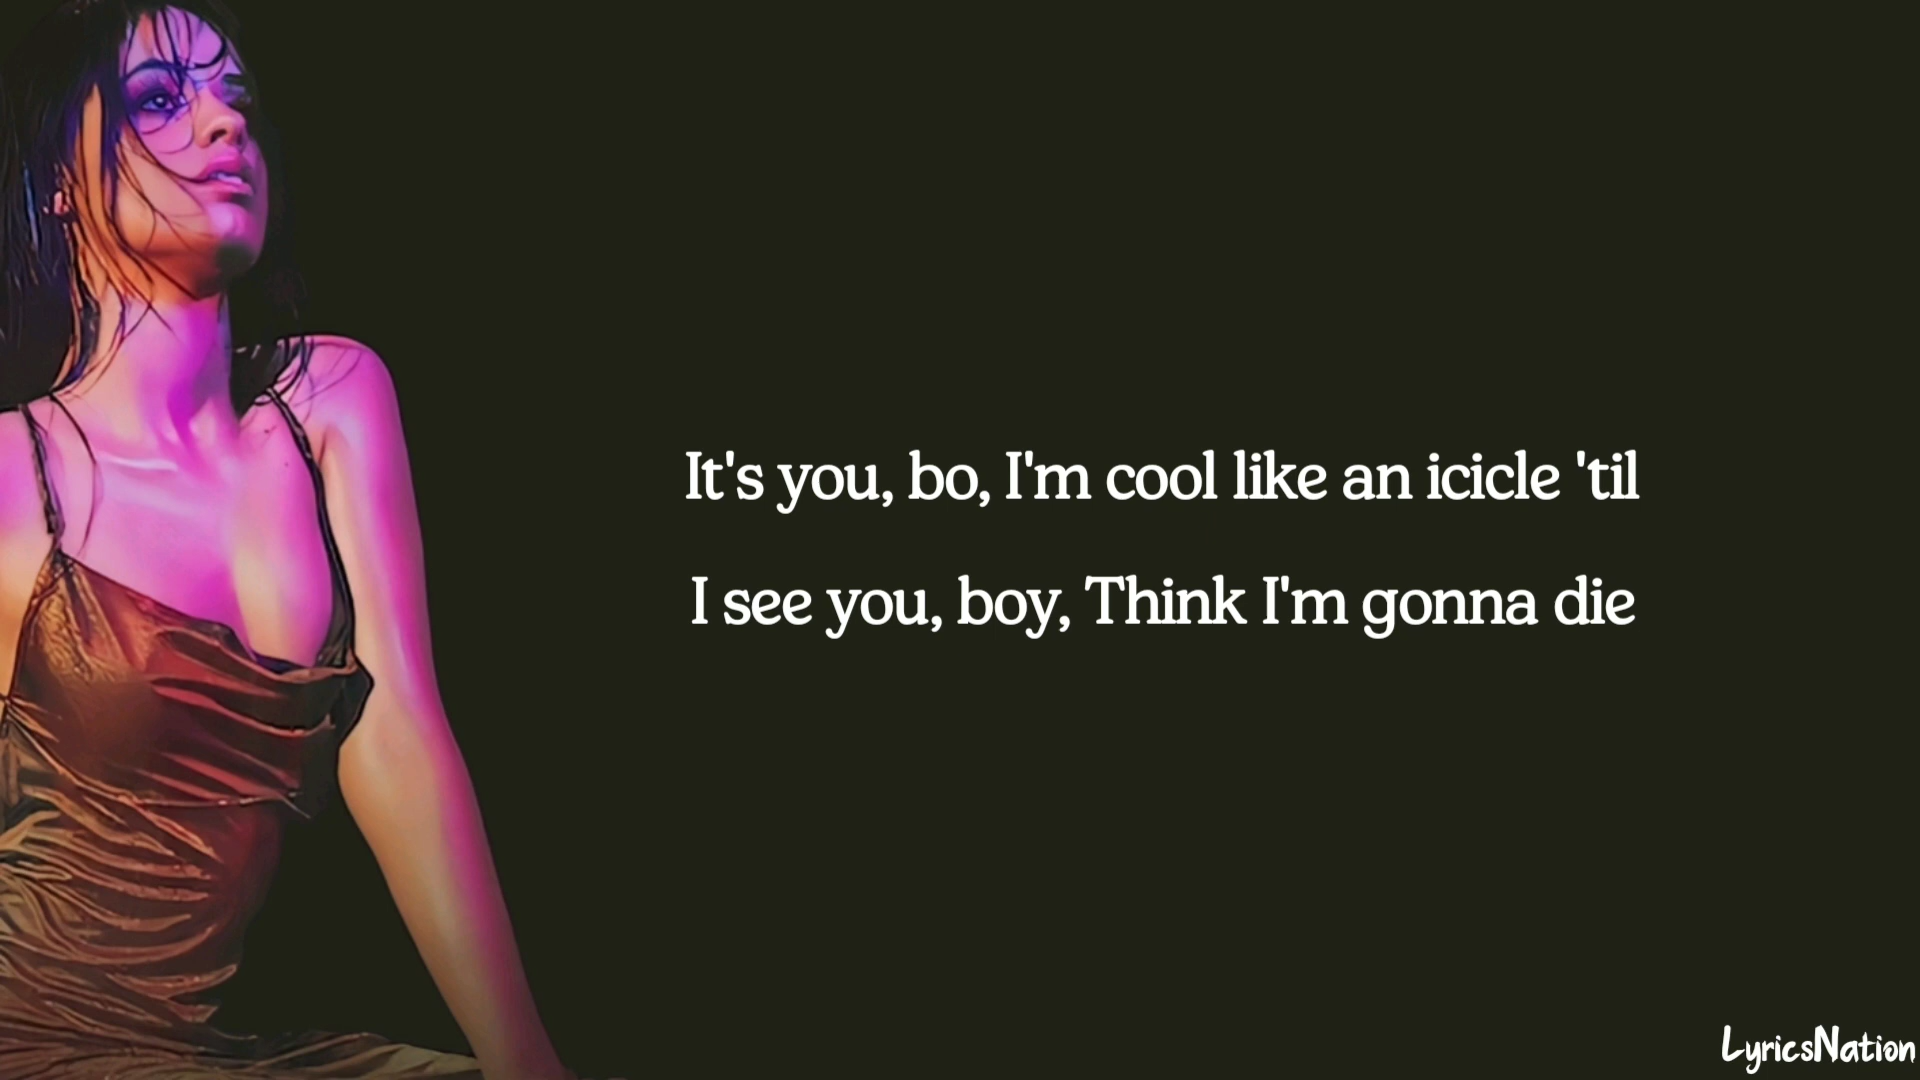 It's you, bo, I'm cool like an icicle 'til
I see you, boy, Think I'm gonna die
LyricsNation